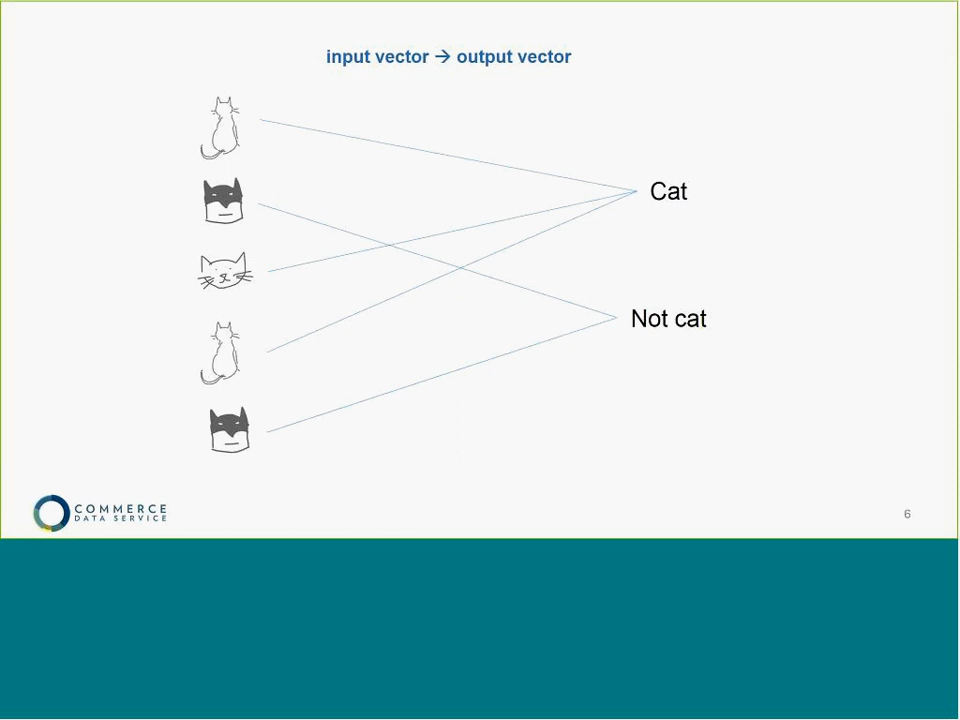 input vector → output vector
Cat
Not cat
COMMERCE
DATA SERVICE
6